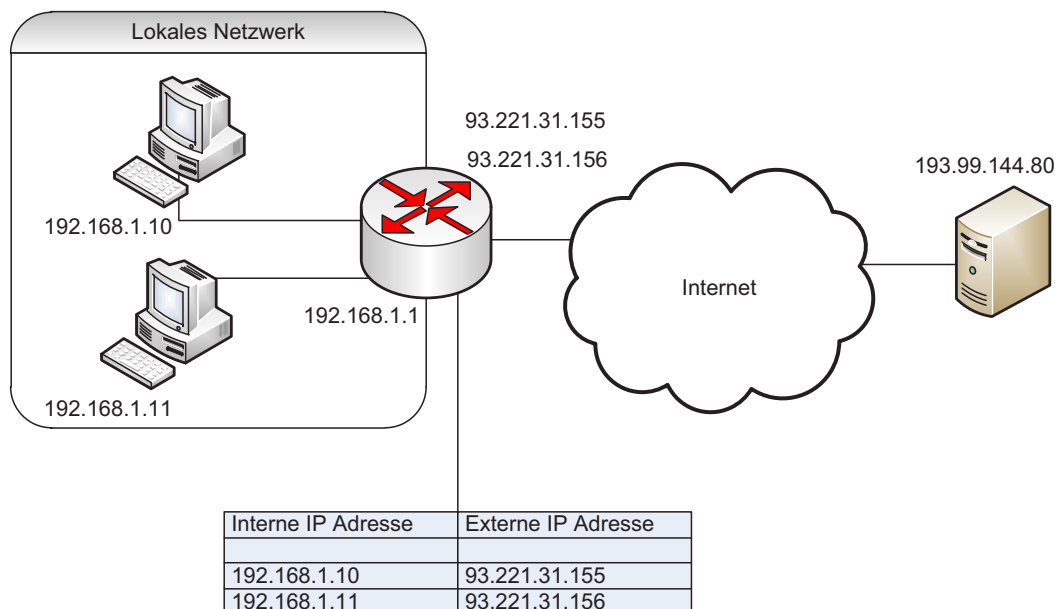 Lokales Netzwerk
93.221.31.155
93.221.31.156
193.99.144.80
192.168.1.10
Internet
192.168.1.1
192.168.1.11
Interne IP Adresse Externe IP Adresse
192.168.1.10 93.221.31.155
192.168.1.11 93.221.31.156